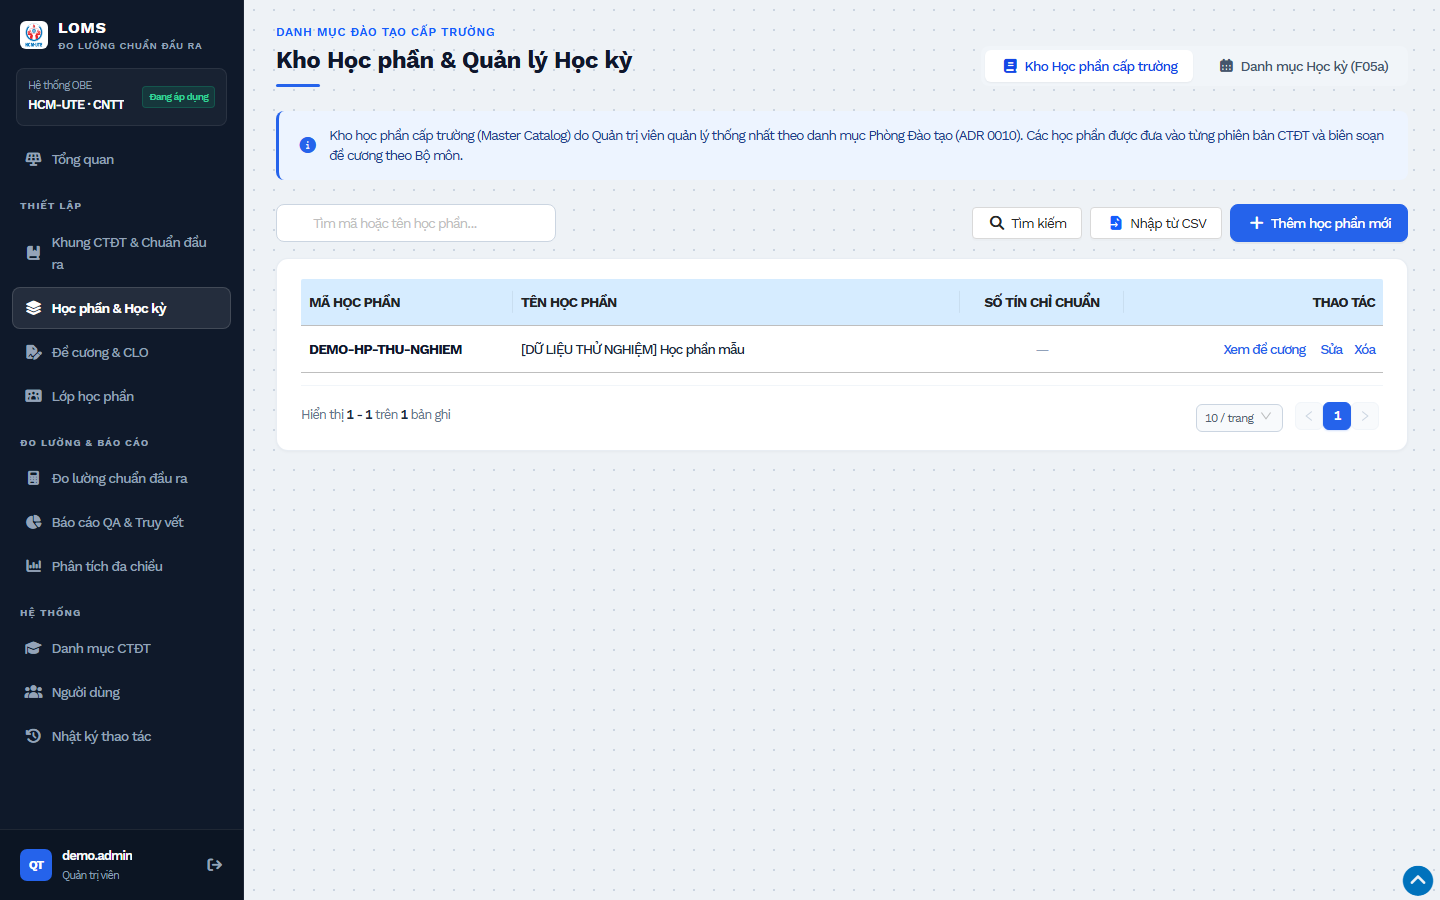 LOMS
ĐO LƯỜNG CHUẨN ĐẦU RA
Hệ thống OBE
HCM-UTE · CNTT
Đang áp dụng
Tổng quan
THIẾT LẬP
Khung CTĐT & Chuẩn đầu
ra
Học phần & Học kỳ
Đề cương & CLO
Lớp học phần
ĐO LƯỜNG & BÁO CÁO
Đo lường chuẩn đầu ra
Báo cáo QA & Truy vết
Phân tích đa chiều
HỆ THỐNG
Danh mục CTĐT
Người dùng
Nhật ký thao tác
QT
demo.admin
Quản trị viên
DANH MỤC ĐÀO TẠO CẤP TRƯỜNG
Kho Học phần & Quản lý Học kỳ
Kho Học phần cấp trường
Danh mục Học kỳ (F05a)
Kho học phần cấp trường (Master Catalog) do Quản trị viên quản lý thống nhất theo danh mục Phòng Đào tạo (ADR 0010). Các học phần được đưa vào từng phiên bản CTĐT và biên soạn
đề cương theo Bộ môn.
Tìm mã hoặc tên học phần...
Tìm kiếm
Nhập từ CSV
Thêm học phần mới
MÃ HỌC PHẦN TÊN HỌC PHẦN SỐ TÍN CHỈ CHUẨN THAO TÁC
DEMO-HP-THU-NGHIEM [DỮ LIỆU THỬ NGHIỆM] Học phần mẫu — Xem đề cương Sửa Xóa
Hiển thị 1 - 1 trên 1 bản ghi
10 / trang
1